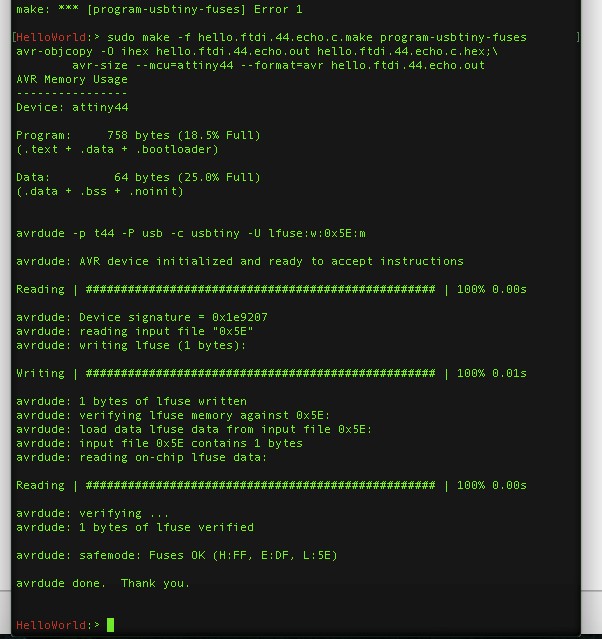 make: *** [program-usbtiny-fuses] Error 1
[HelloWorld:> sudo make -f hello.ftdi.44.echo.c.make program-usbtiny-fuses ]
avr-objcopy -O ihex hello.ftdi.44.echo.out hello.ftdi.44.echo.c.hex;\
avr-size --mcu=attiny44 --format=avr hello.ftdi.44.echo.out
AVR Memory Usage
----------------
Device: attiny44
Program: 758 bytes (18.5% Full)
(.text + .data + .bootloader)
Data: 64 bytes (25.0% Full)
(.data + .bss + .noinit)
avrdude -p t44 -P usb -c usbtiny -U lfuse:w:0x5E:m
avrdude: AVR device initialized and ready to accept instructions
Reading | ################################################## | 100% 0.00s
avrdude: Device signature = 0x1e9207
avrdude: reading input file "0x5E"
avrdude: writing lfuse (1 bytes):
Writing | ################################################## | 100% 0.01s
avrdude: 1 bytes of lfuse written
avrdude: verifying lfuse memory against 0x5E:
avrdude: load data lfuse data from input file 0x5E:
avrdude: input file 0x5E contains 1 bytes
avrdude: reading on-chip lfuse data:
Reading | ################################################## | 100% 0.00s
avrdude: verifying ...
avrdude: 1 bytes of lfuse verified
avrdude: safemode: Fuses OK (H:FF, E:DF, L:5E)
avrdude done.  Thank you.
HelloWorld:>